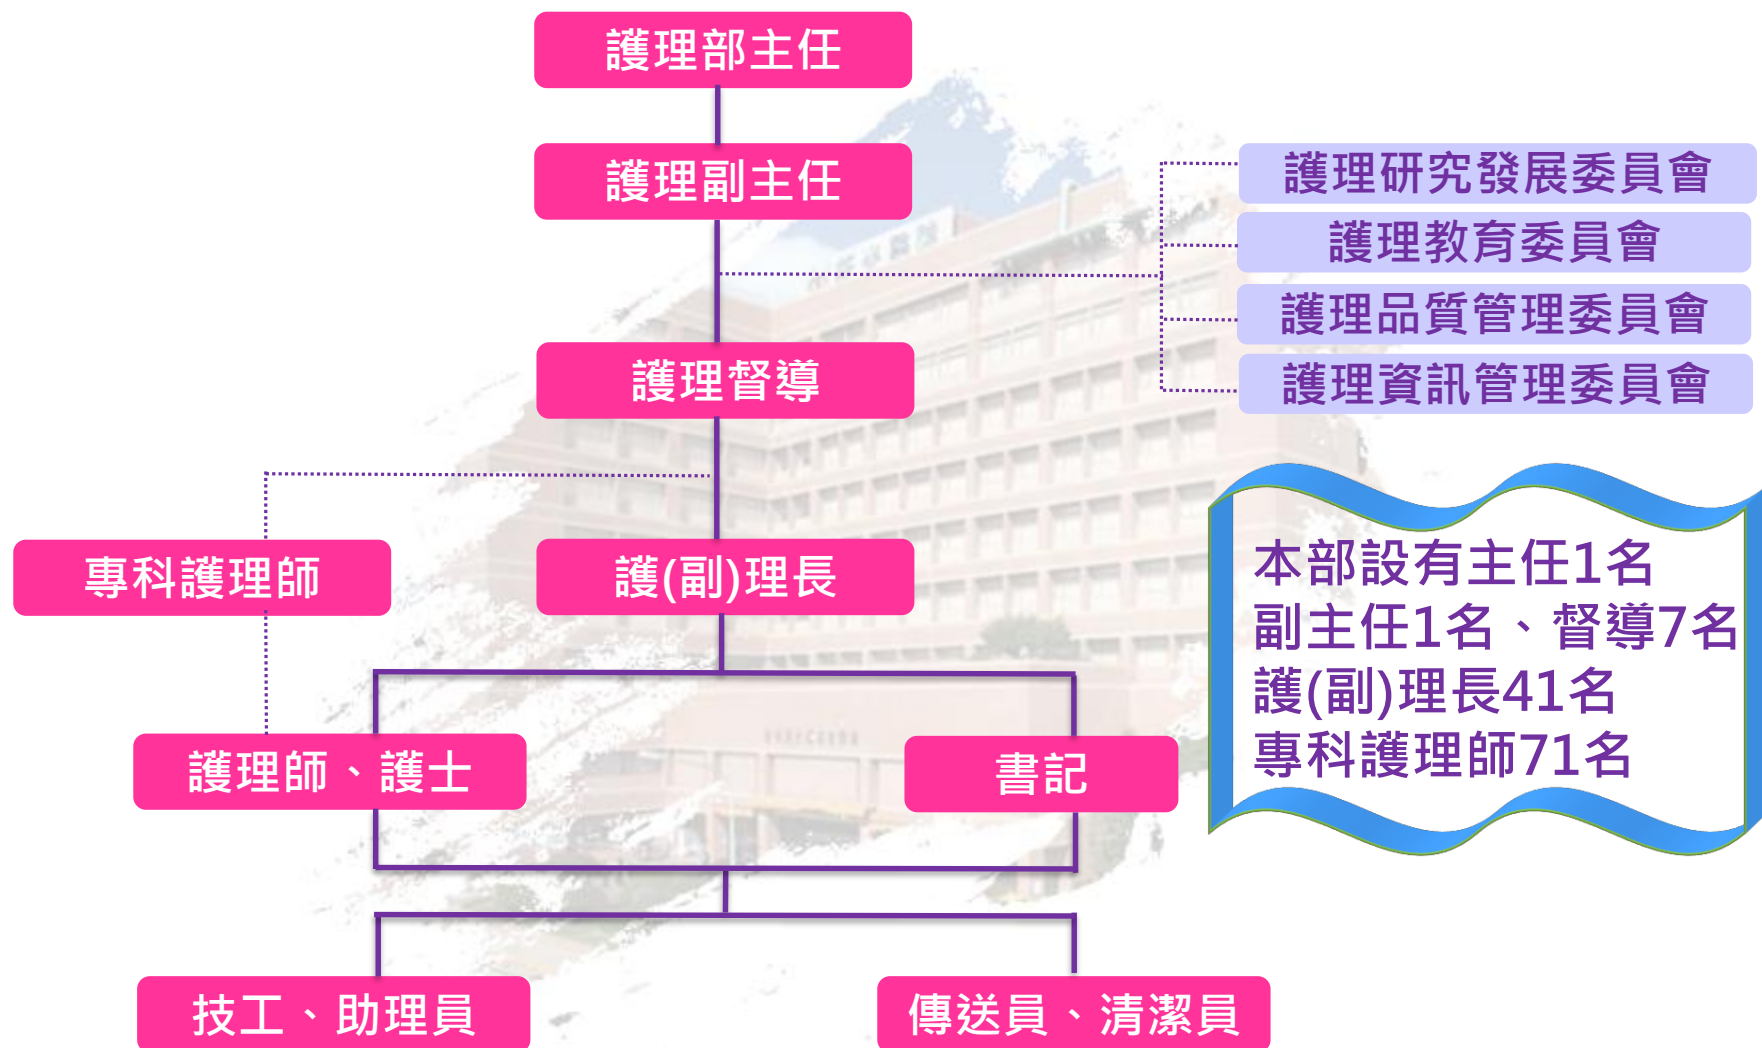 護理部主任
護理副主任
護理研究發展委員會
護理教育委員會
護理品質管理委員會
護理資訊管理委員會
護理督導
專科護理師
護(副)理長
本部設有主任1名
副主任1名、督導7名
護(副)理長41名
專科護理師71名
護理師、護士
書記
技工、助理員
傳送員、清潔員